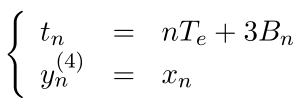 t_n = nT_e + 3B_n
y_n^{(4)} = x_n